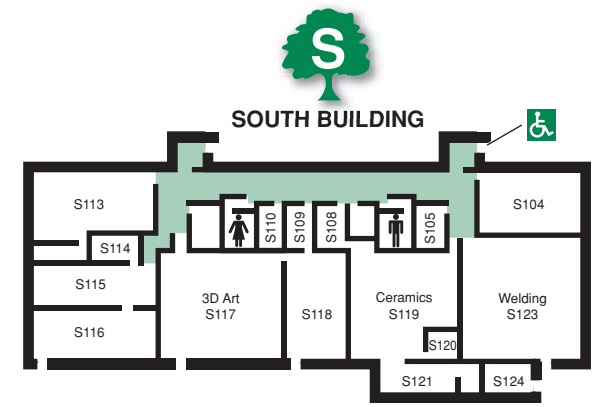 S
SOUTH BUILDING
S113
S104
S110
S109
S108
S105
S114
S115
3D Art
S117
S118
Ceramics
S119
Welding
S123
S116
S120
S121
S124